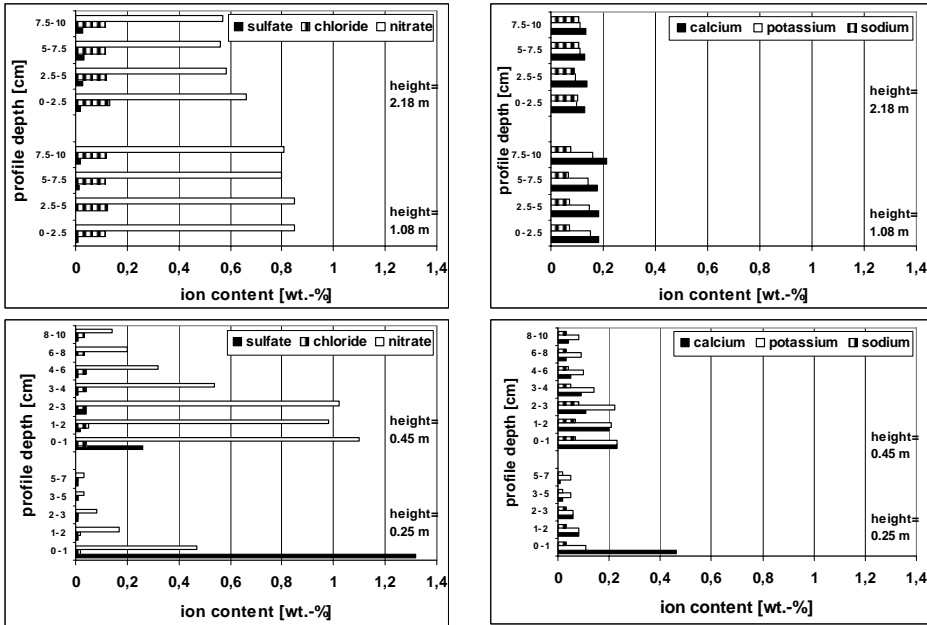 sulfate chloride nitrate
profile depth [cm]
7.5-10
5-7.5
2.5-5
0-2.5
height=
2.18 m
7.5-10
5-7.5
2.5-5
0-2.5
height=
1.08 m
0 0,2 0,4 0,6 0,8 1 1,2 1,4
ion content [wt.-%]
calcium potassium sodium
profile depth [cm]
7.5-10
5-7.5
2.5-5
0-2.5
height=
2.18 m
7.5-10
5-7.5
2.5-5
0-2.5
height=
1.08 m
0 0,2 0,4 0,6 0,8 1 1,2 1,4
ion content [wt.-%]
sulfate chloride nitrate
profile depth [cm]
8-10
6-8
4-6
3-4
2-3
1-2
0-1
height=
0.45 m
5-7
3-5
2-3
1-2
0-1
height=
0.25 m
0 0,2 0,4 0,6 0,8 1 1,2 1,4
ion content [wt.-%]
calcium potassium sodium
profile depth [cm]
8-10
6-8
4-6
3-4
2-3
1-2
0-1
height=
0.45 m
5-7
3-5
2-3
1-2
0-1
height=
0.25 m
0 0,2 0,4 0,6 0,8 1 1,2 1,4
ion content [wt.-%]